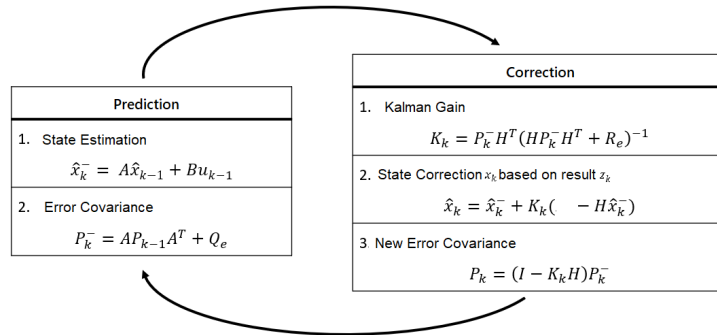 Prediction
1. State Estimation
x̂ₖ⁻ = Ax̂ₖ₋₁ + Buₖ₋₁
2. Error Covariance
Pₖ⁻ = APₖ₋₁Aᵀ + Qₑ
Correction
1. Kalman Gain
Kₖ = Pₖ⁻Hᵀ(HPₖ⁻Hᵀ + Rₑ)⁻¹
2. State Correction xₖ based on result zₖ
x̂ₖ = x̂ₖ⁻ + Kₖ( − Hx̂ₖ⁻)
3. New Error Covariance
Pₖ = (I − KₖH)Pₖ⁻